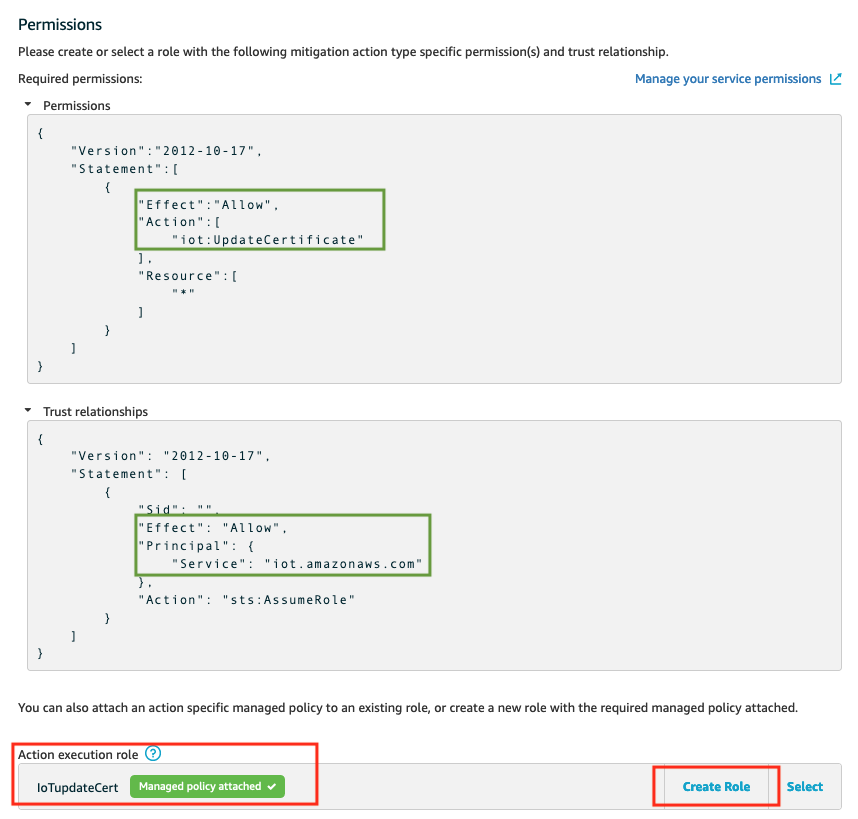 Permissions
Please create or select a role with the following mitigation action type specific permission(s) and trust relationship.
Required permissions:
Manage your service permissions
Permissions
{
"Version":"2012-10-17",
"Statement":[
{
"Effect":"Allow",
"Action":[
"iot:UpdateCertificate"
],
"Resource":[
"*"
]
}
]
}
Trust relationships
{
"Version": "2012-10-17",
"Statement": [
{
"Sid": "",
"Effect": "Allow",
"Principal": {
"Service": "iot.amazonaws.com"
},
"Action": "sts:AssumeRole"
}
]
}
You can also attach an action specific managed policy to an existing role, or create a new role with the required managed policy attached.
Action execution role ?
IoTupdateCert Managed policy attached ✓ Create Role Select